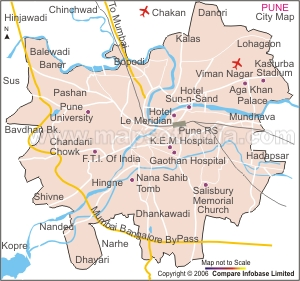 Chinchwad
To Mumbai
Chakan
Danori
PUNE
City Map
Hinjawadi
N
Kalas
Balewadi
Baner
Bopodi
Lohagaon
Sus
Kasturba
Viman Nagar
Stadium
Pashan
Aga Khan
Palace
Hotel
Sun-n-Sand
Pune
University
Hotel
Le Meridian
Mundhava
Bavdhan Bk.
Pune RS
Chandani
Chowk
K.E.M Hospital
Hadapsar
F.T.I. Of India
Gaothan Hospital
Hingne
Nana Sahib
Tomb
Salisbury
Memorial
Church
Shivne
Dhankawadi
Nanded
Mumbai Bangalore ByPass
Kopre
Narhe
Dhayari
Map not to Scale
Copyright © 2006 Compare Infobase Limited